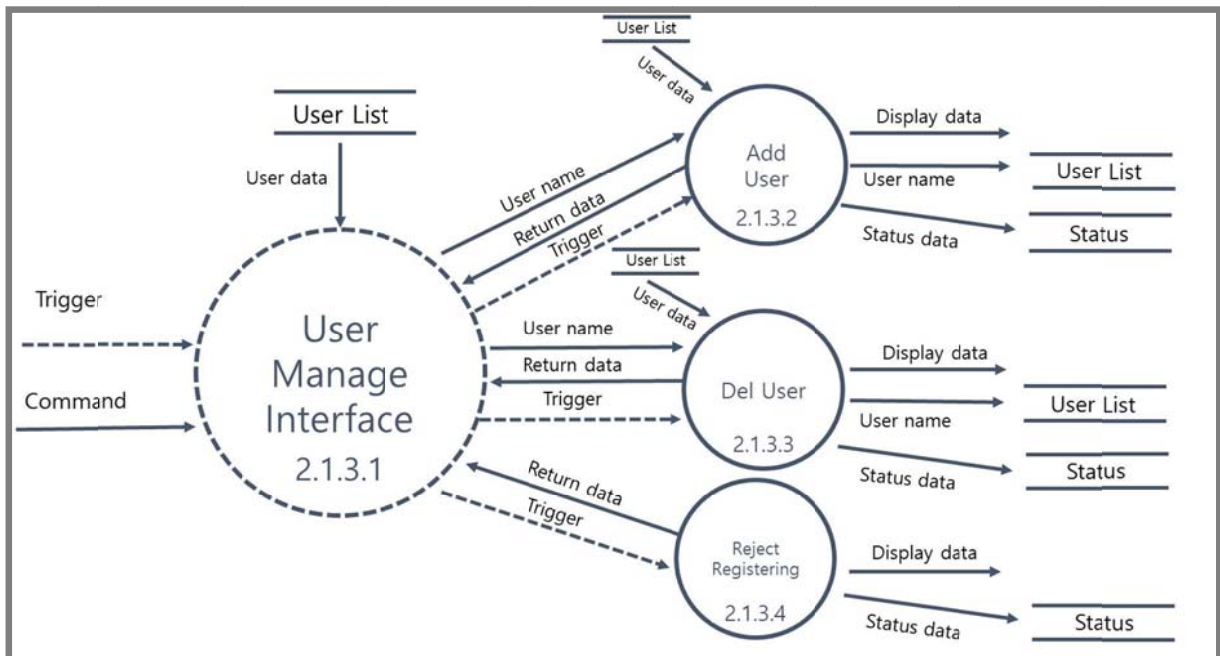 User List
User data
User List
User data
Trigger
Command
User
Manage
Interface
2.1.3.1
User name
Return data
Trigger
Add
User
2.1.3.2
Display data
User name
User List
Status data
Status
User List
User data
User name
Return data
Trigger
Del User
2.1.3.3
Display data
User name
User List
Status data
Status
Return data
Trigger
Reject
Registering
2.1.3.4
Display data
Status data
Status